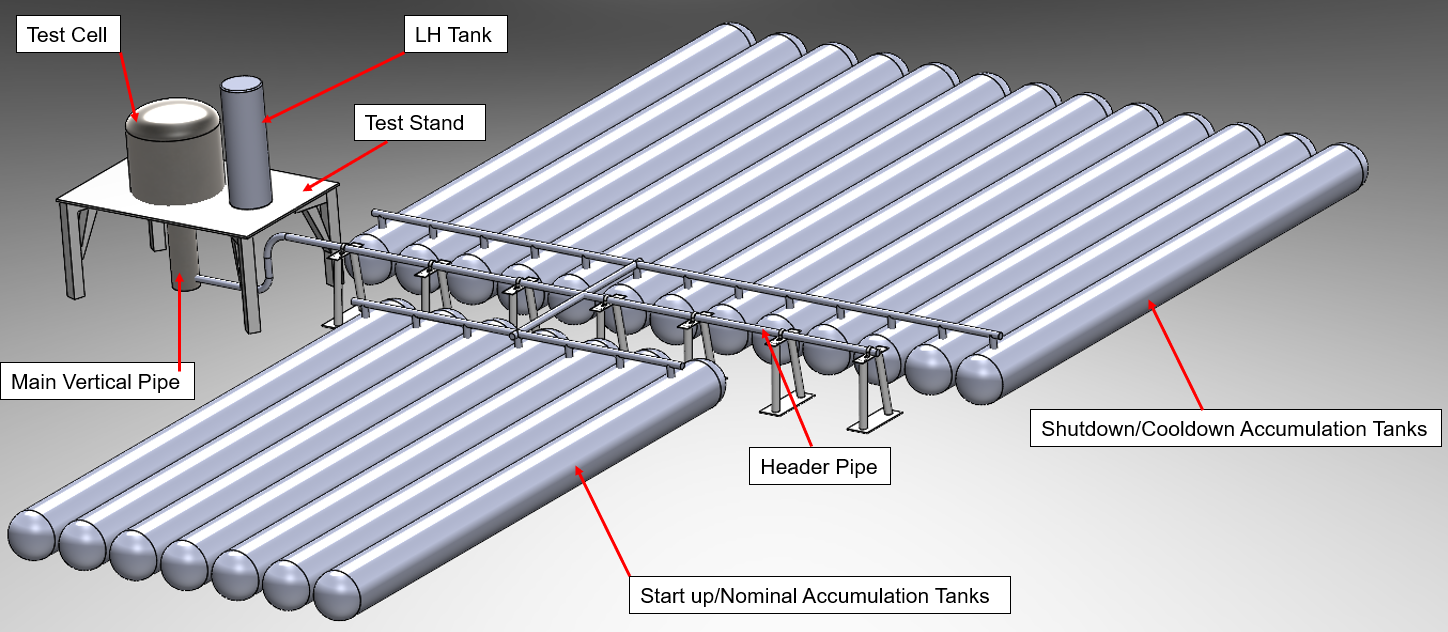 Test Cell
LH Tank
Test Stand
Main Vertical Pipe
Shutdown/Cooldown Accumulation Tanks
Header Pipe
Start up/Nominal Accumulation Tanks